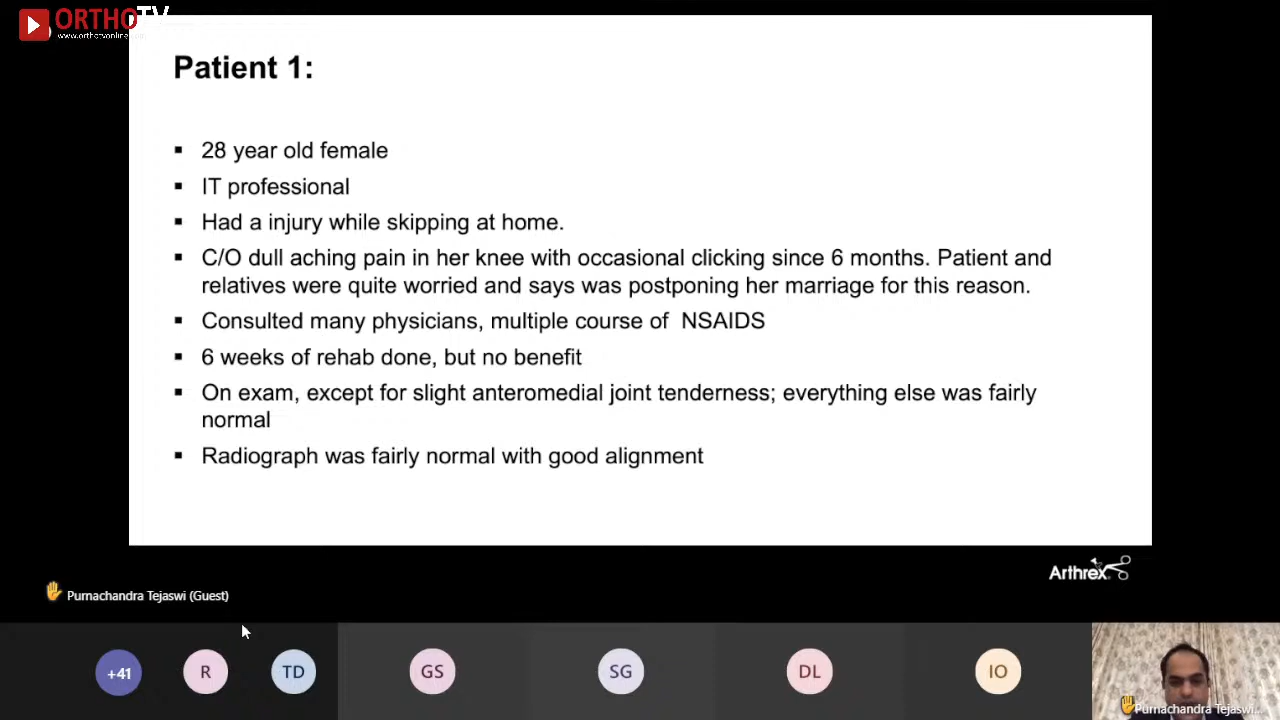 ORTHOTV
www.orthotvonline.com
Patient 1:
▪ 28 year old female
▪ IT professional
▪ Had a injury while skipping at home.
▪ C/O dull aching pain in her knee with occasional clicking since 6 months. Patient and
relatives were quite worried and says was postponing her marriage for this reason.
▪ Consulted many physicians, multiple course of NSAIDS
▪ 6 weeks of rehab done, but no benefit
▪ On exam, except for slight anteromedial joint tenderness; everything else was fairly
normal
▪ Radiograph was fairly normal with good alignment
Arthrex
Purnachandra Tejaswi (Guest)
+41
R
TD
GS
SG
DL
IO
Purnachandra Tejaswi...